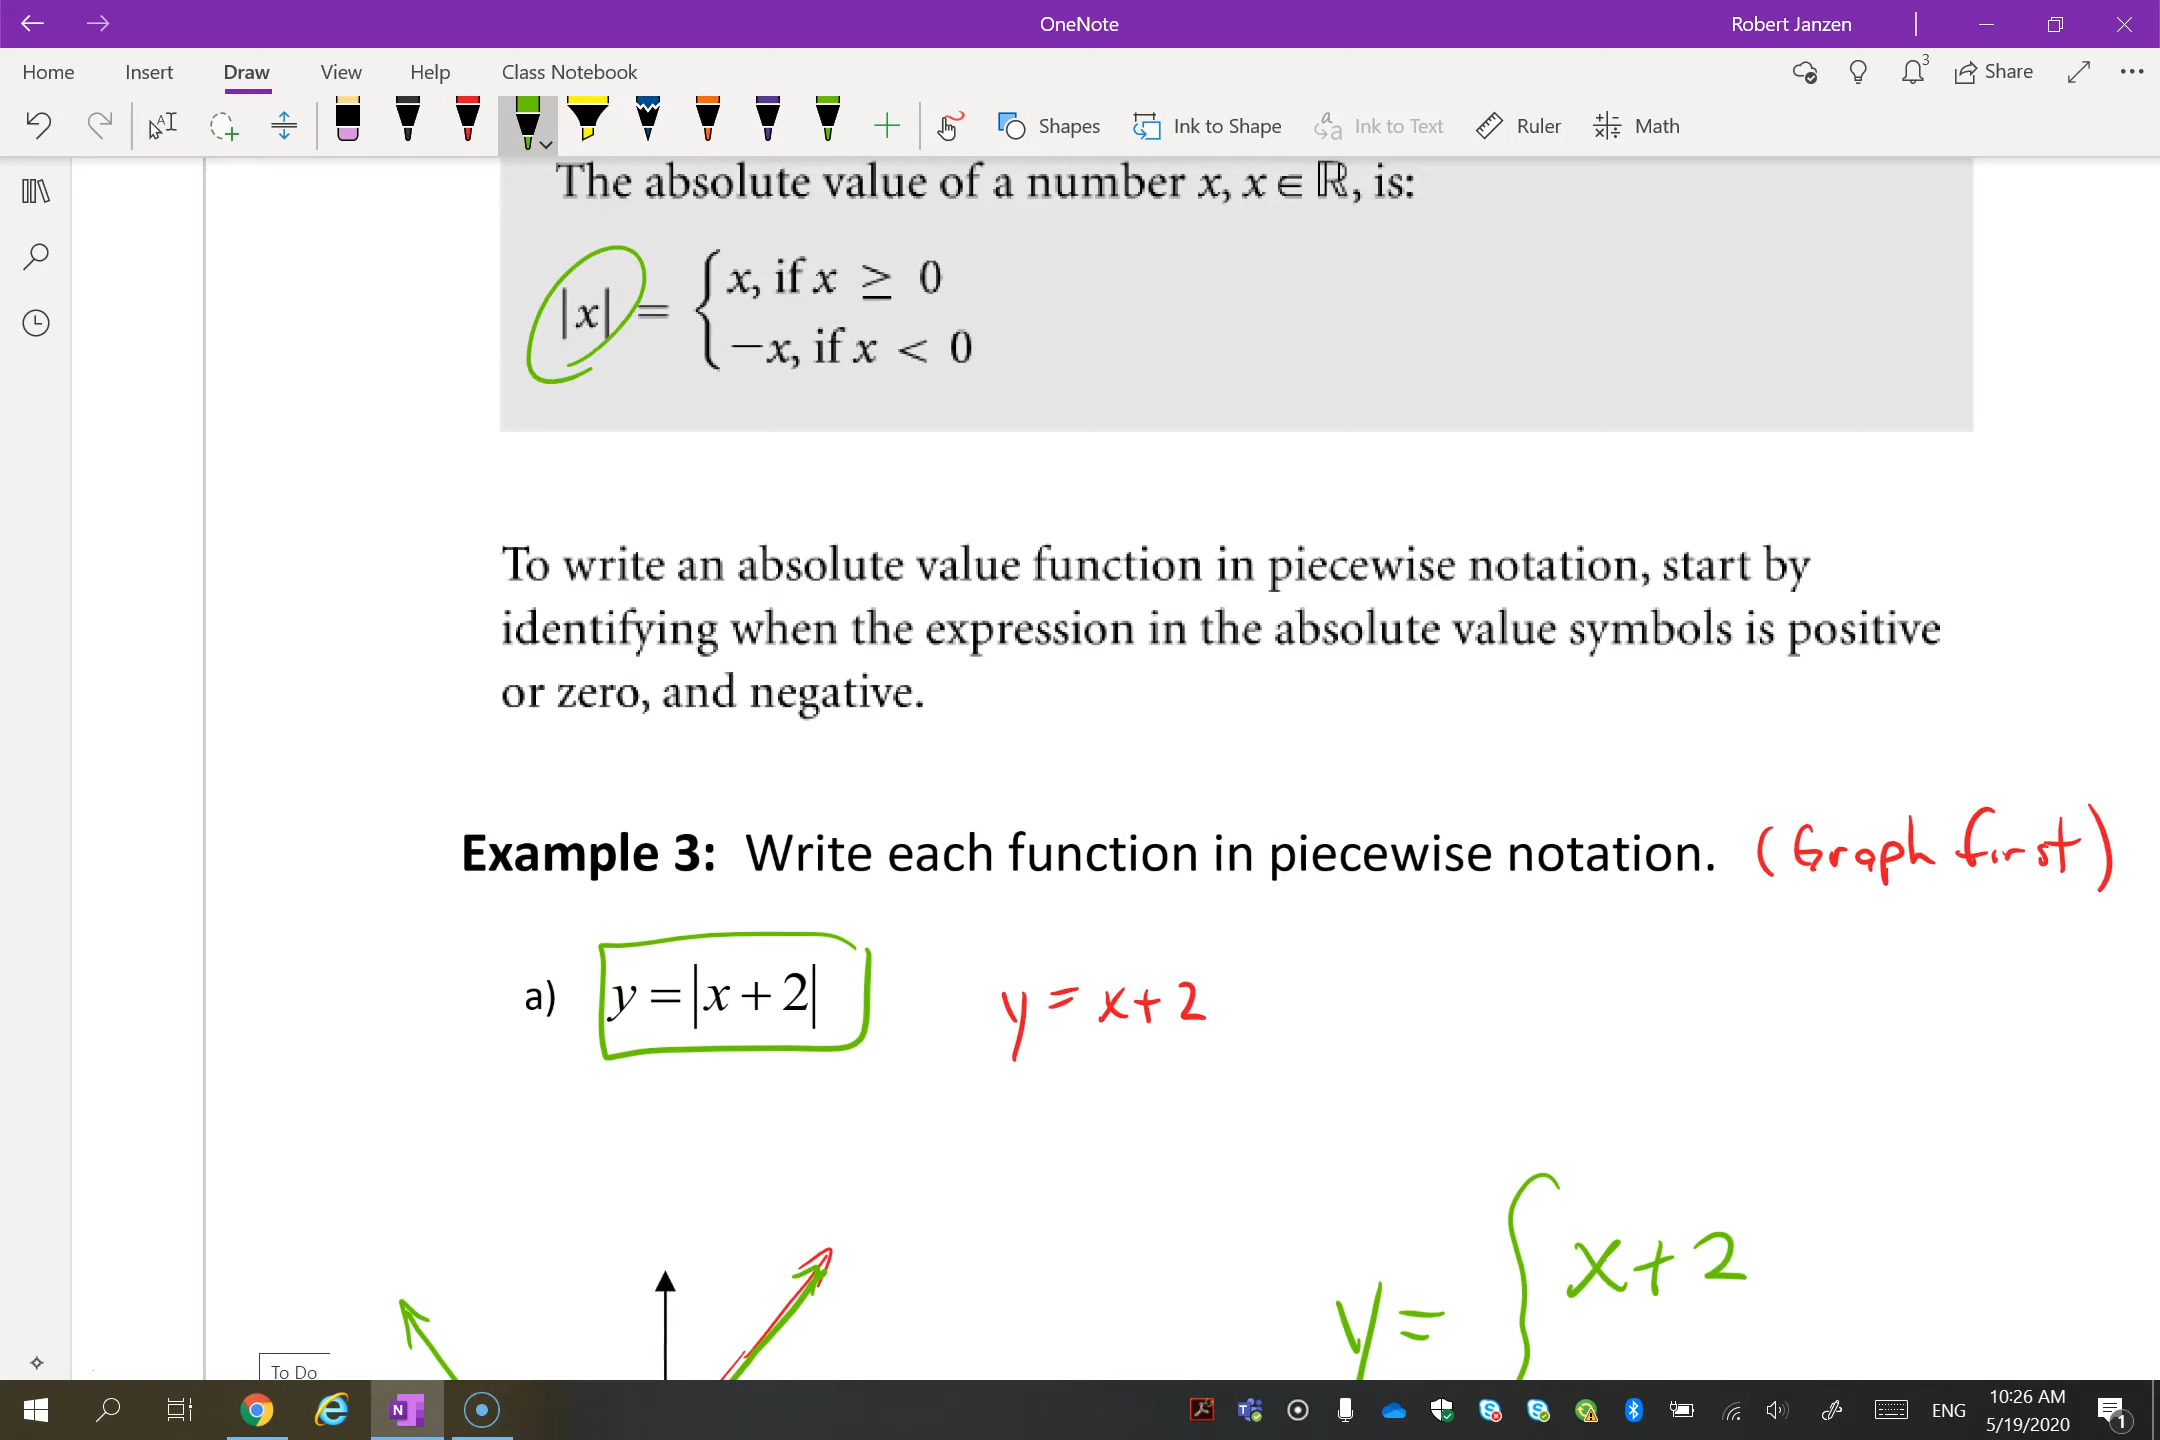 OneNote
Robert Janzen
Home Insert Draw View Help Class Notebook
3
Share
Shapes Ink to Shape Ink to Text Ruler Math
The absolute value of a number x, x ∈ ℝ, is:
|x| = { x, if x ≥ 0
−x, if x < 0
To write an absolute value function in piecewise notation, start by
identifying when the expression in the absolute value symbols is positive
or zero, and negative.
Example 3: Write each function in piecewise notation. (Graph first)
a) y = |x + 2| y = x + 2
y = { x + 2
To Do
ENG
10:26 AM
5/19/2020
1